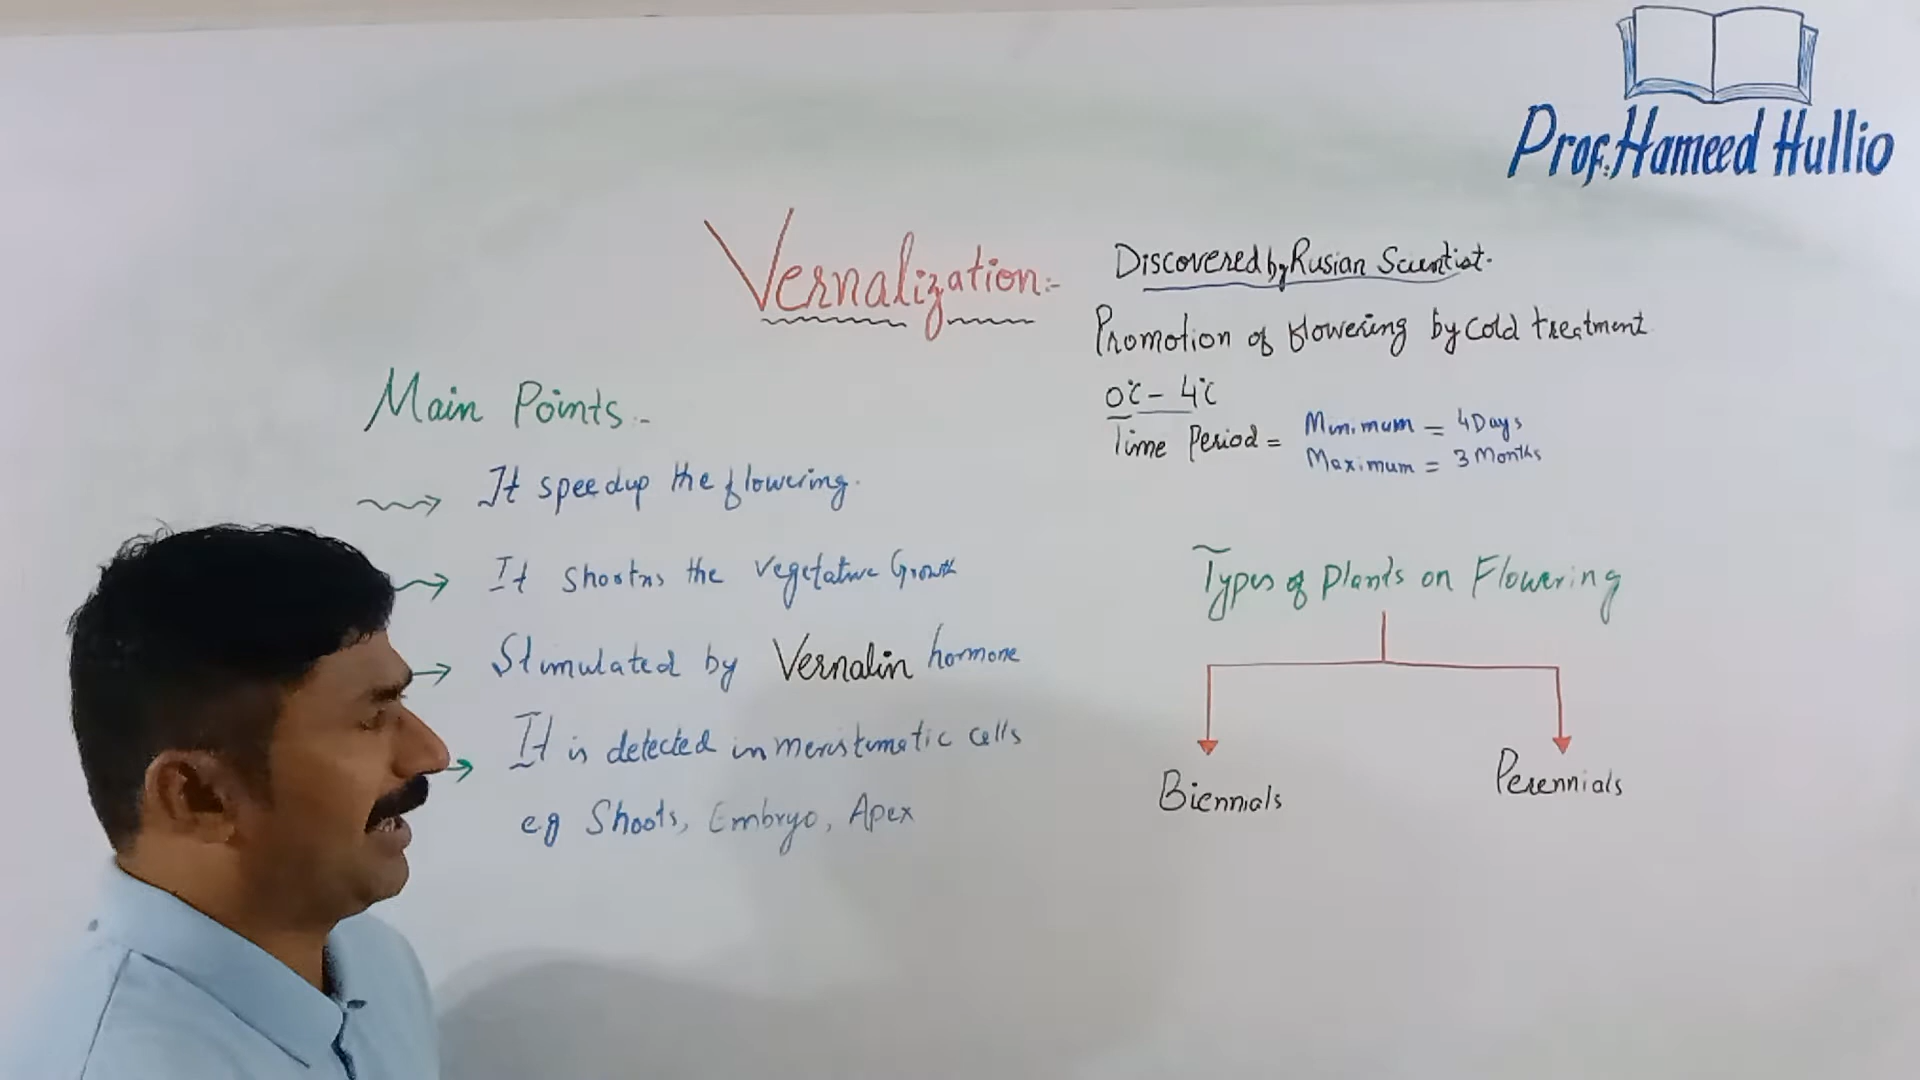 Prof. Hameed Hullio
Vernalization:-
Discovered by Rusian Scientist.
Promotion of flowering by cold treatment
0°C - 4°C
Time Period = Minimum = 4 Days
Maximum = 3 Months
Main Points:-
It speedup the flowering.
It shoortns the vegetative Growth
Stimulated by Vernalin hormone
It is detected in meristematic cells
eg Shoots, Embryo, Apex
Types of Plants on Flowering
Biennials
Perennials